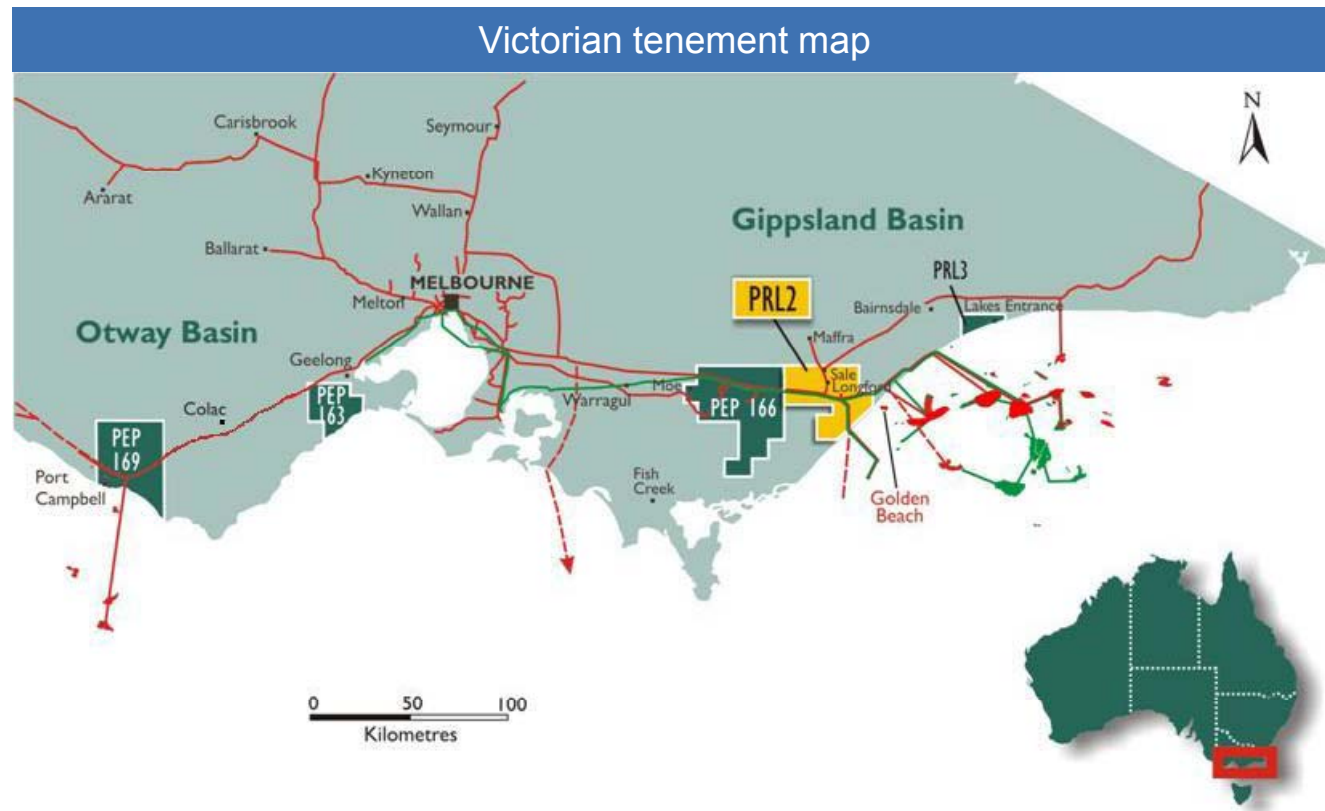 Victorian tenement map
N
Carisbrook
Seymour
Kyneton
Ararat
Wallan
Gippsland Basin
Ballarat
PRL3
MELBOURNE
PRL2
Bairnsdale
Lakes Entrance
Melton
Otway Basin
Maffra
Geelong
Sale
Moe
Longford
PEP
163
Warragul
PEP 166
Colac
PEP
169
Port
Campbell
Fish
Creek
Golden
Beach
0 50 100
Kilometres